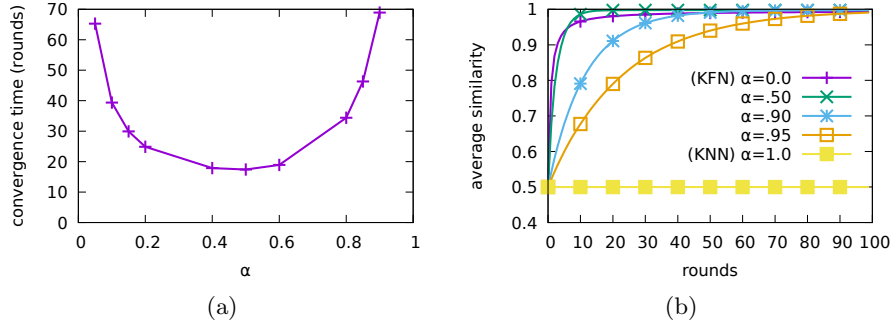 convergence time (rounds)
70
60
50
40
30
20
10
0
0 0.2 0.4 0.6 0.8 1
α
(a)
average similarity
1
0.9
0.8
0.7
0.6
0.5
0.4
(KFN) α=0.0
α=.50
α=.90
α=.95
(KNN) α=1.0
0 10 20 30 40 50 60 70 80 90 100
rounds
(b)